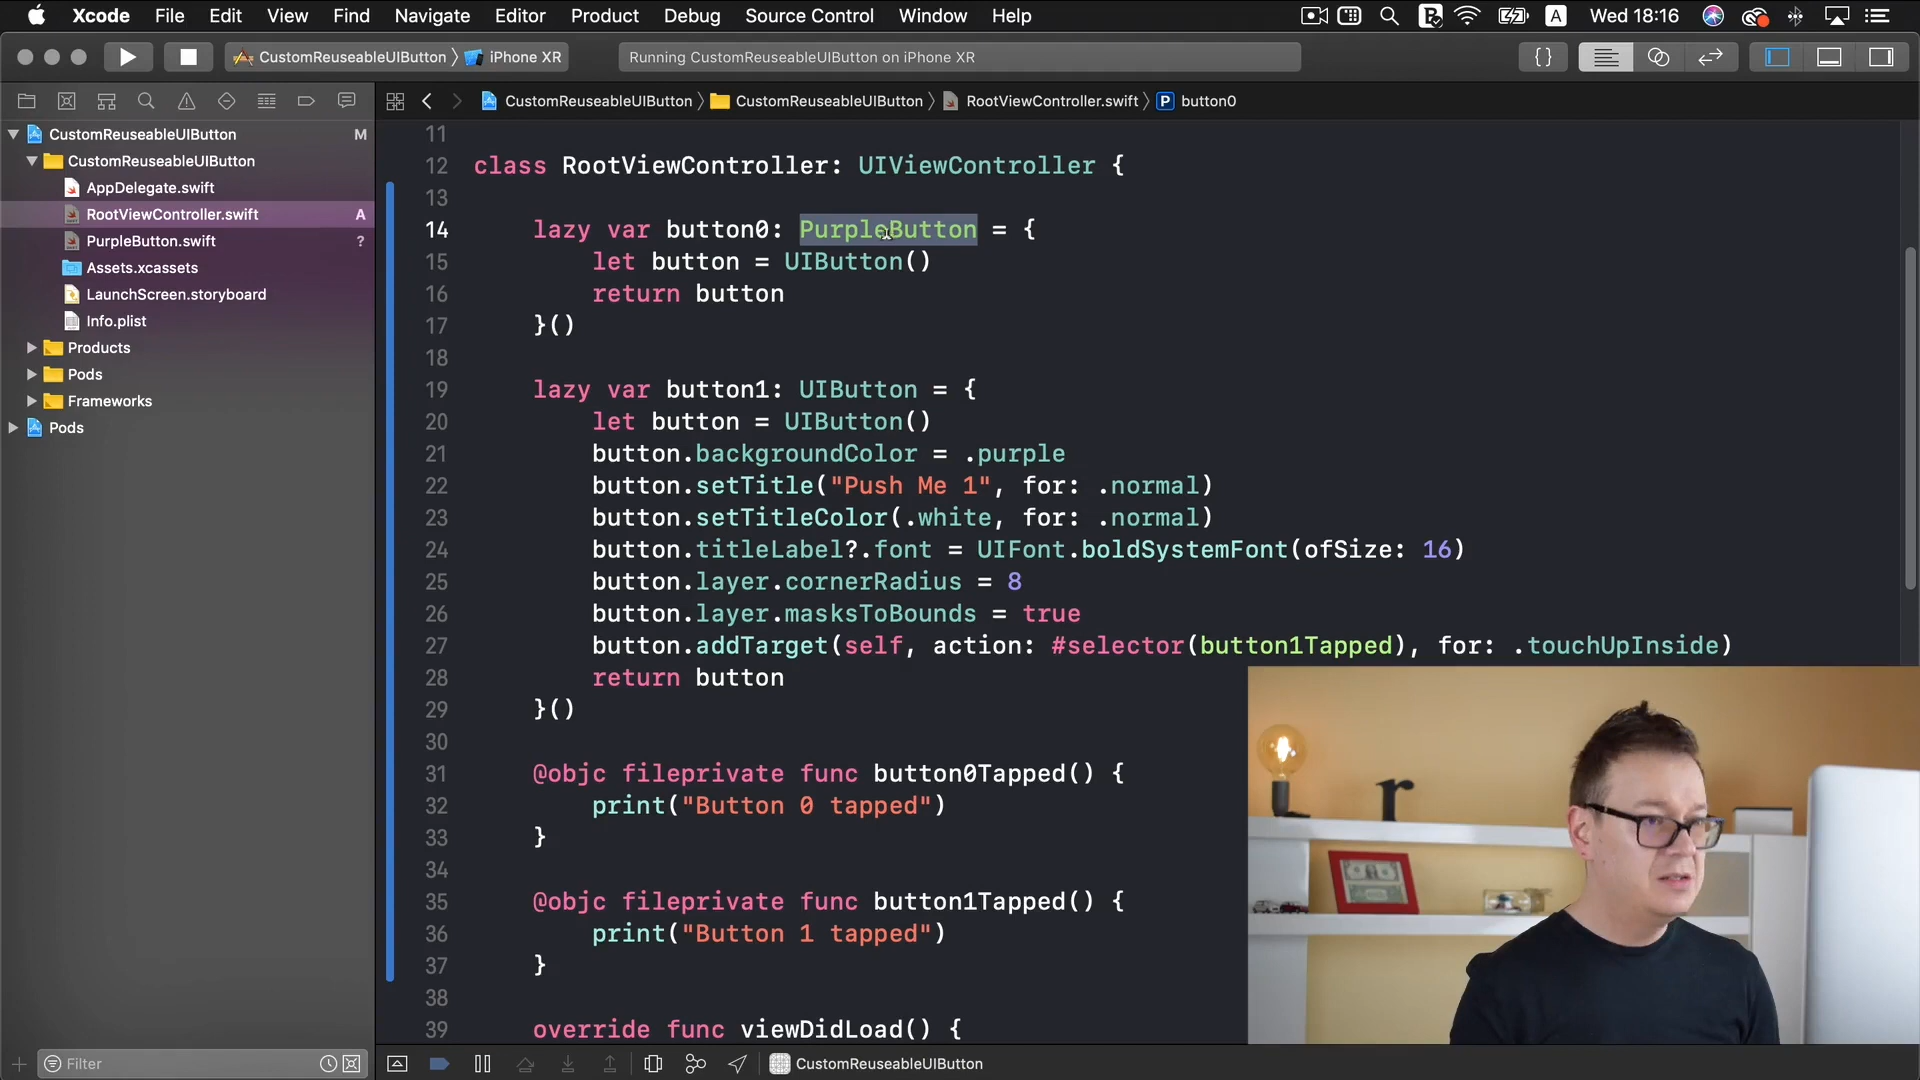 Xcode File Edit View Find Navigate Editor Product Debug Source Control Window Help A Wed 18:16
CustomReuseableUIButton iPhone XR Running CustomReuseableUIButton on iPhone XR {}
CustomReuseableUIButton CustomReuseableUIButton RootViewController.swift P button0
CustomReuseableUIButton M
CustomReuseableUIButton
AppDelegate.swift
RootViewController.swift A
PurpleButton.swift ?
Assets.xcassets
LaunchScreen.storyboard
Info.plist
Products
Pods
Frameworks
Pods
Filter
11
12 class RootViewController: UIViewController {
13
14 lazy var button0: PurpleButton = {
15 let button = UIButton()
16 return button
17 }()
18
19 lazy var button1: UIButton = {
20 let button = UIButton()
21 button.backgroundColor = .purple
22 button.setTitle("Push Me 1", for: .normal)
23 button.setTitleColor(.white, for: .normal)
24 button.titleLabel?.font = UIFont.boldSystemFont(ofSize: 16)
25 button.layer.cornerRadius = 8
26 button.layer.masksToBounds = true
27 button.addTarget(self, action: #selector(button1Tapped), for: .touchUpInside)
28 return button
29 }()
30
31 @objc fileprivate func button0Tapped() {
32 print("Button 0 tapped")
33 }
34
35 @objc fileprivate func button1Tapped() {
36 print("Button 1 tapped")
37 }
38
39 override func viewDidLoad() {
CustomReuseableUIButton
r